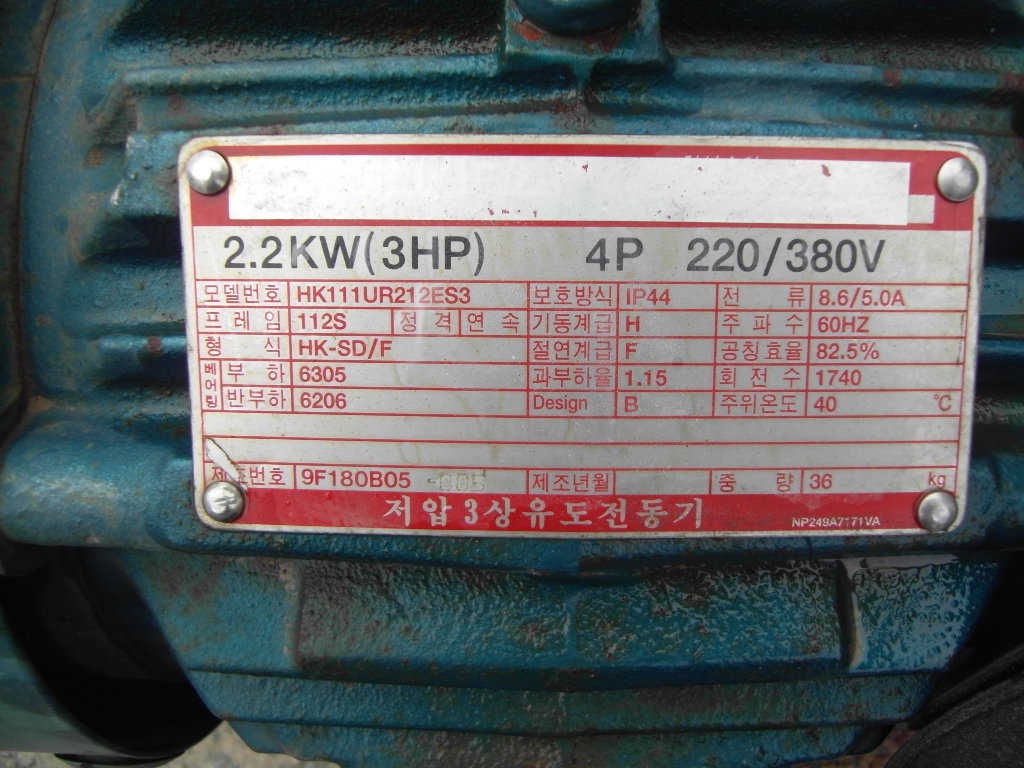 2.2KW(3HP) 4P 220/380V
모델번호 HK111UR212ES3 보호방식 IP44 전 류 8.6/5.0A
프 레 임 112S 정 격 연 속 기동계급 H 주 파 수 60HZ
형 식 HK-SD/F 절연계급 F 공칭효율 82.5%
베어링 부 하 6305 과부하율 1.15 회 전 수 1740
반부하 6206 Design B 주위온도 40 °C
제조번호 9F180B05 -005 제조년월 중 량 36 kg
저압3상유도전동기 NP249A7171VA